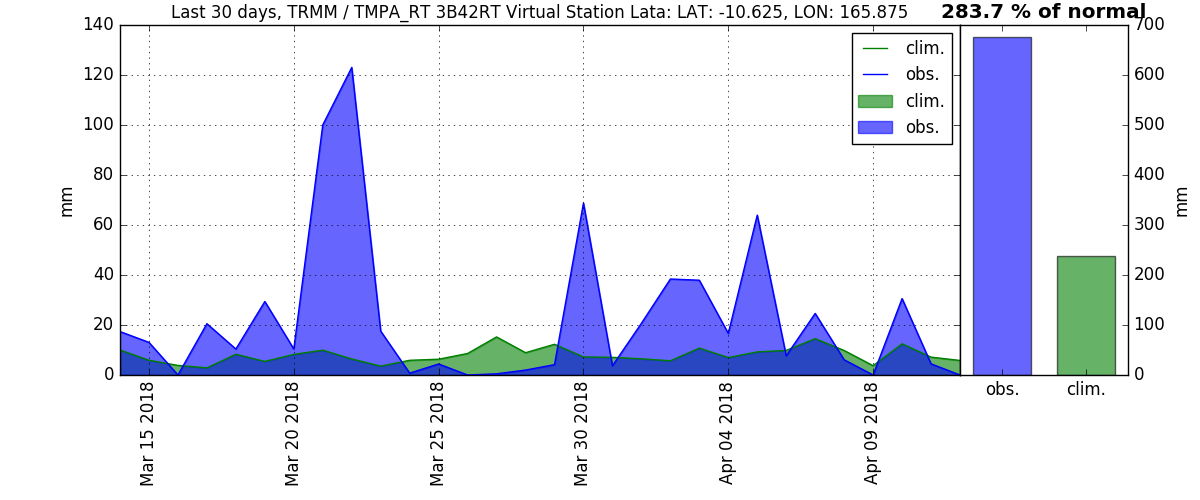 Last 30 days, TRMM / TMPA_RT 3B42RT Virtual Station Lata: LAT: -10.625, LON: 165.875
283.7 % of normal
mm
140
120
100
80
60
40
20
0
clim.
obs.
clim.
obs.
Mar 15 2018
Mar 20 2018
Mar 25 2018
Mar 30 2018
Apr 04 2018
Apr 09 2018
700
600
500
400
300
200
100
0
mm
obs.
clim.